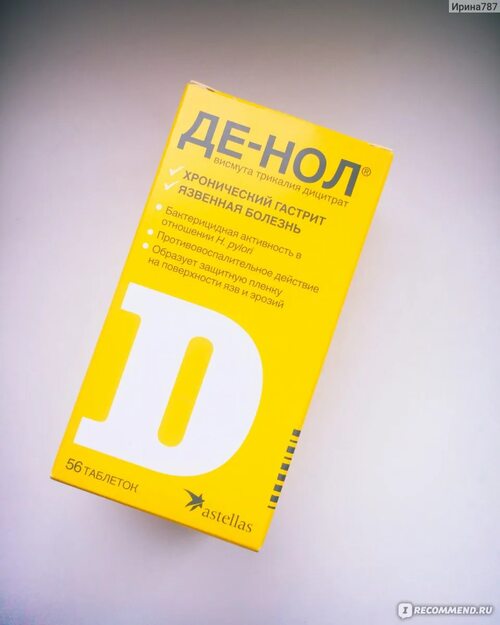 Ирина787
ДЕ-НОЛ®
висмута трикалия дицитрат
ХРОНИЧЕСКИЙ ГАСТРИТ
ЯЗВЕННАЯ БОЛЕЗНЬ
Бактерицидная активность в
отношении H. pylori
Противовоспалительное действие
Образует защитную пленку
на поверхности язв и эрозий
D
56 ТАБЛЕТОК
astellas
I RECOMMEND.RU